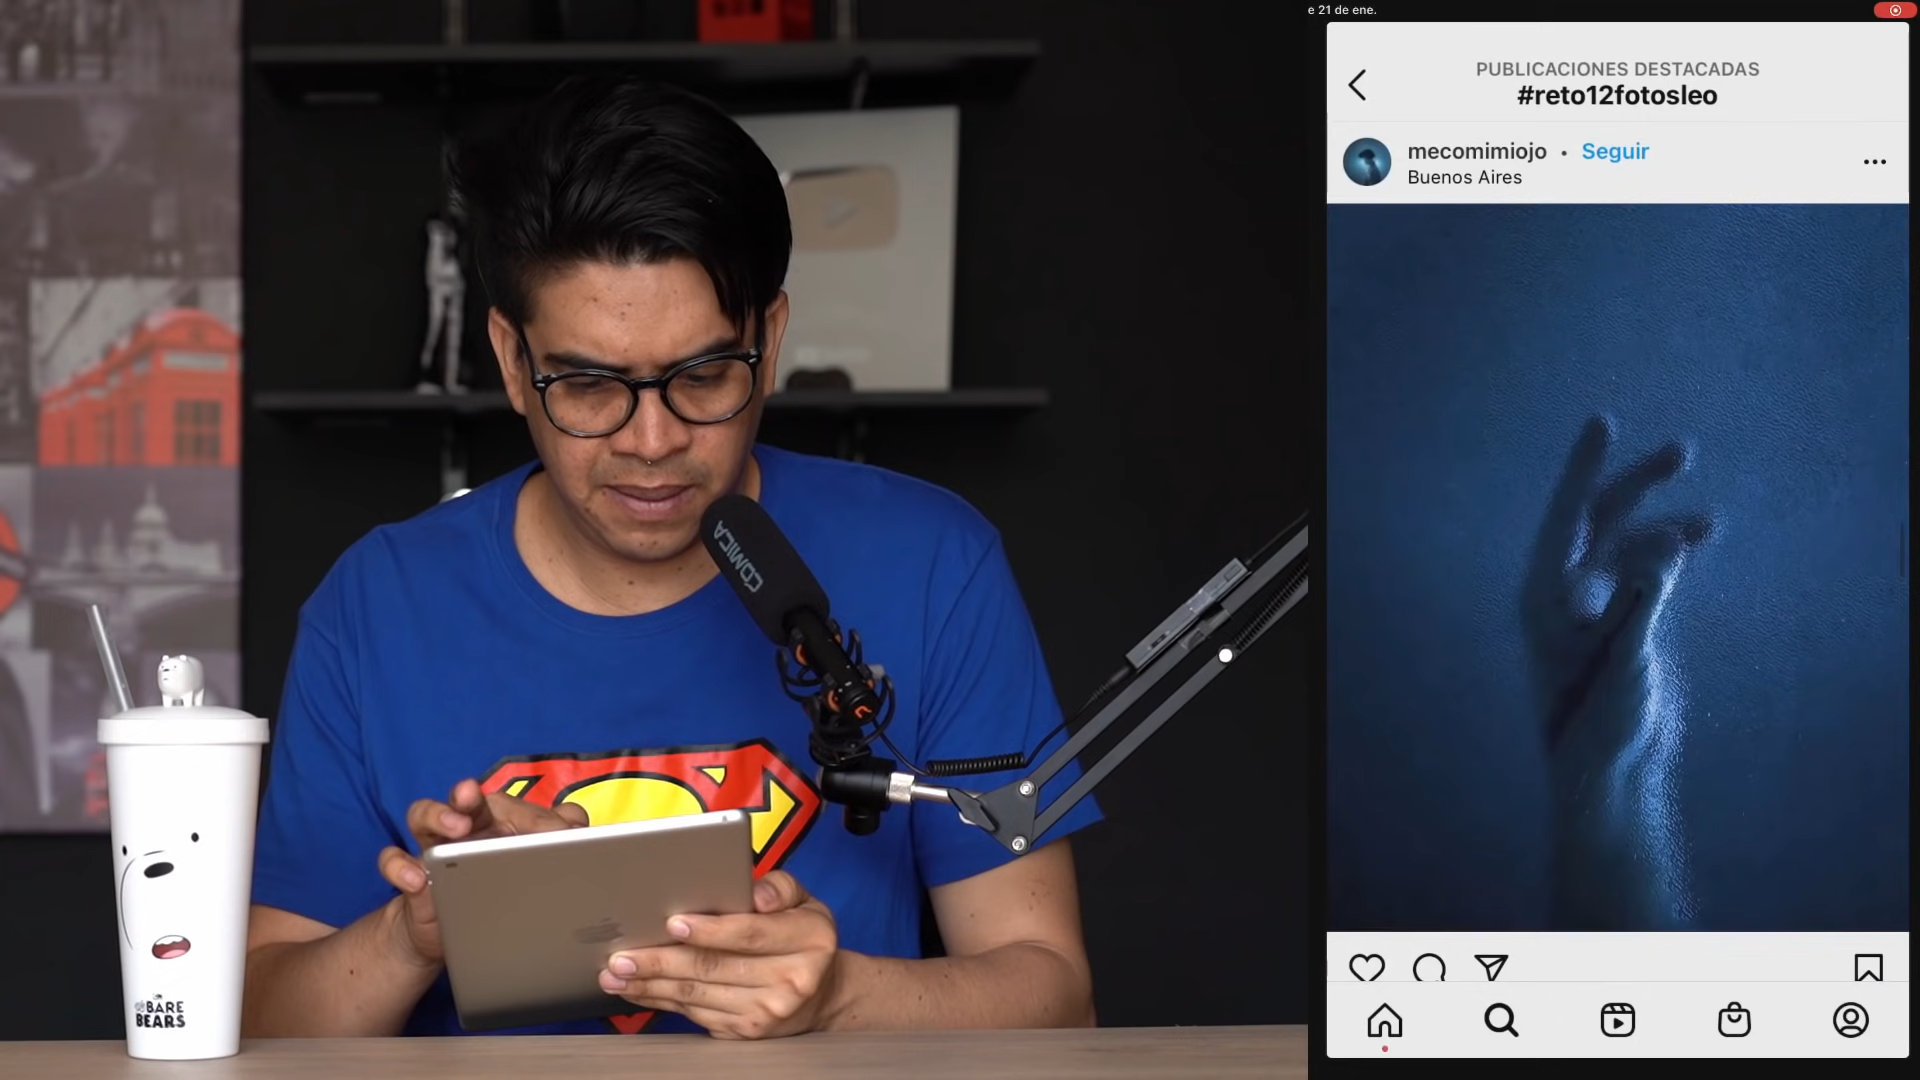 e 21 de ene.
PUBLICACIONES DESTACADAS
#reto12fotosleo
mecomimiojo • Seguir
Buenos Aires
COMICA
BARE
BEARS